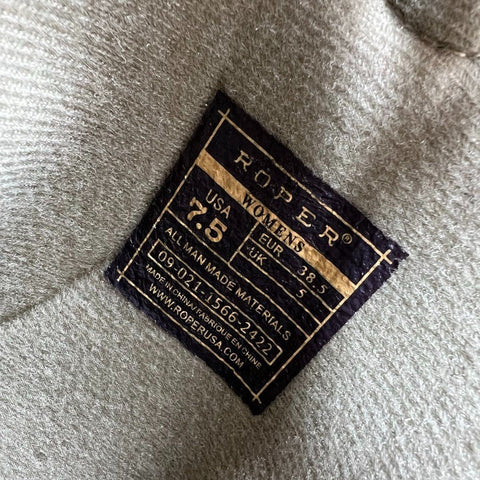 ROPER®
WOMENS
USA 7.5
EUR 38.5
UK 5
ALL MAN MADE MATERIALS
09-021-1566-2422
MADE IN CHINA/FABRIQUE EN CHINE
WWW.ROPERUSA.COM